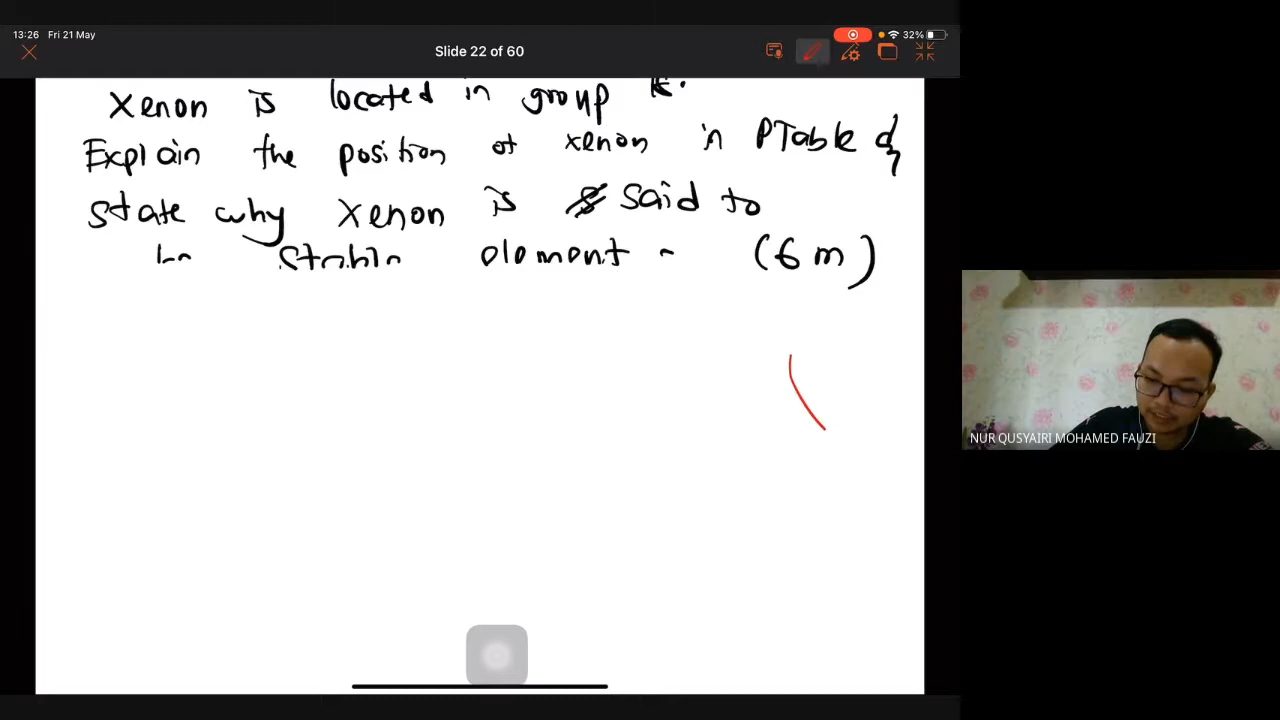 13:26 Fri 21 May
32%
Slide 22 of 60
Xenon is located in group
Explain the position of xenon in PTable &
state why Xenon is said to
be stable element. (6 m)
NUR QUSYAIRI MOHAMED FAUZI